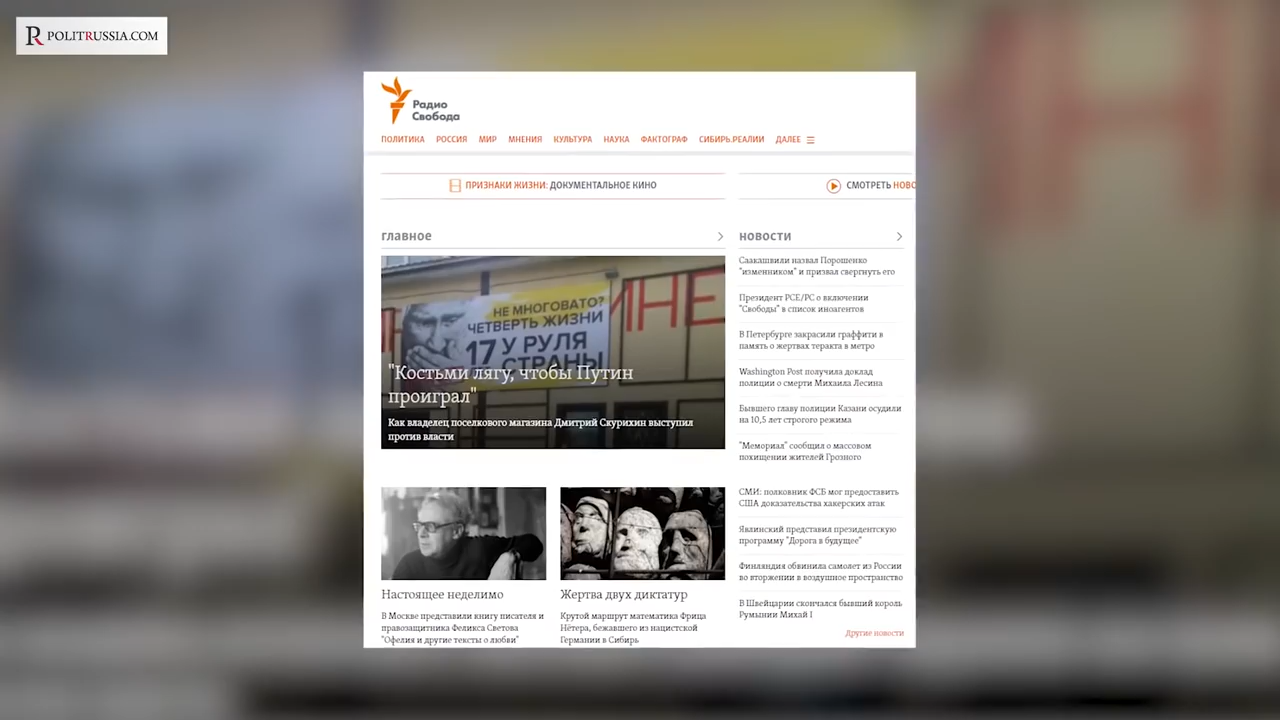 POLITRUSSIA.COM
Радио
Свобода
ПОЛИТИКА РОССИЯ МИР МНЕНИЯ КУЛЬТУРА НАУКА ФАКТОГРАФ СИБИРЬ.РЕАЛИИ ДАЛЕЕ
ПРИЗНАКИ ЖИЗНИ: ДОКУМЕНТАЛЬНОЕ КИНО
СМОТРЕТЬ НОВО
главное
НЕ МНОГОВАТО?
ЧЕТВЕРТЬ ЖИЗНИ
17 У РУЛЯ
СТРАНЫ
"Костьми лягу, чтобы Путин
проиграл"
Как владелец поселкового магазина Дмитрий Скурихин выступил
против власти
Настоящее неделимо
В Москве представили книгу писателя и
правозащитника Феликса Светова
"Офелия и другие тексты о любви"
Жертва двух диктатур
Крутой маршрут математика Фрица
Нётера, бежавшего из нацистской
Германии в Сибирь
новости
Саакашвили назвал Порошенко
"изменником" и призвал свергнуть его
Президент РСЕ/РС о включении
"Свободы" в список иноагентов
В Петербурге закрасили граффити в
память о жертвах теракта в метро
Washington Post получила доклад
полиции о смерти Михаила Лесина
Бывшего главу полиции Казани осудили
на 10,5 лет строгого режима
"Мемориал" сообщил о массовом
похищении жителей Грозного
СМИ: полковник ФСБ мог предоставить
США доказательства хакерских атак
Явлинский представил президентскую
программу "Дорога в будущее"
Финляндия обвинила самолет из России
во вторжении в воздушное пространство
В Швейцарии скончался бывший король
Румынии Михай I
Другие новости